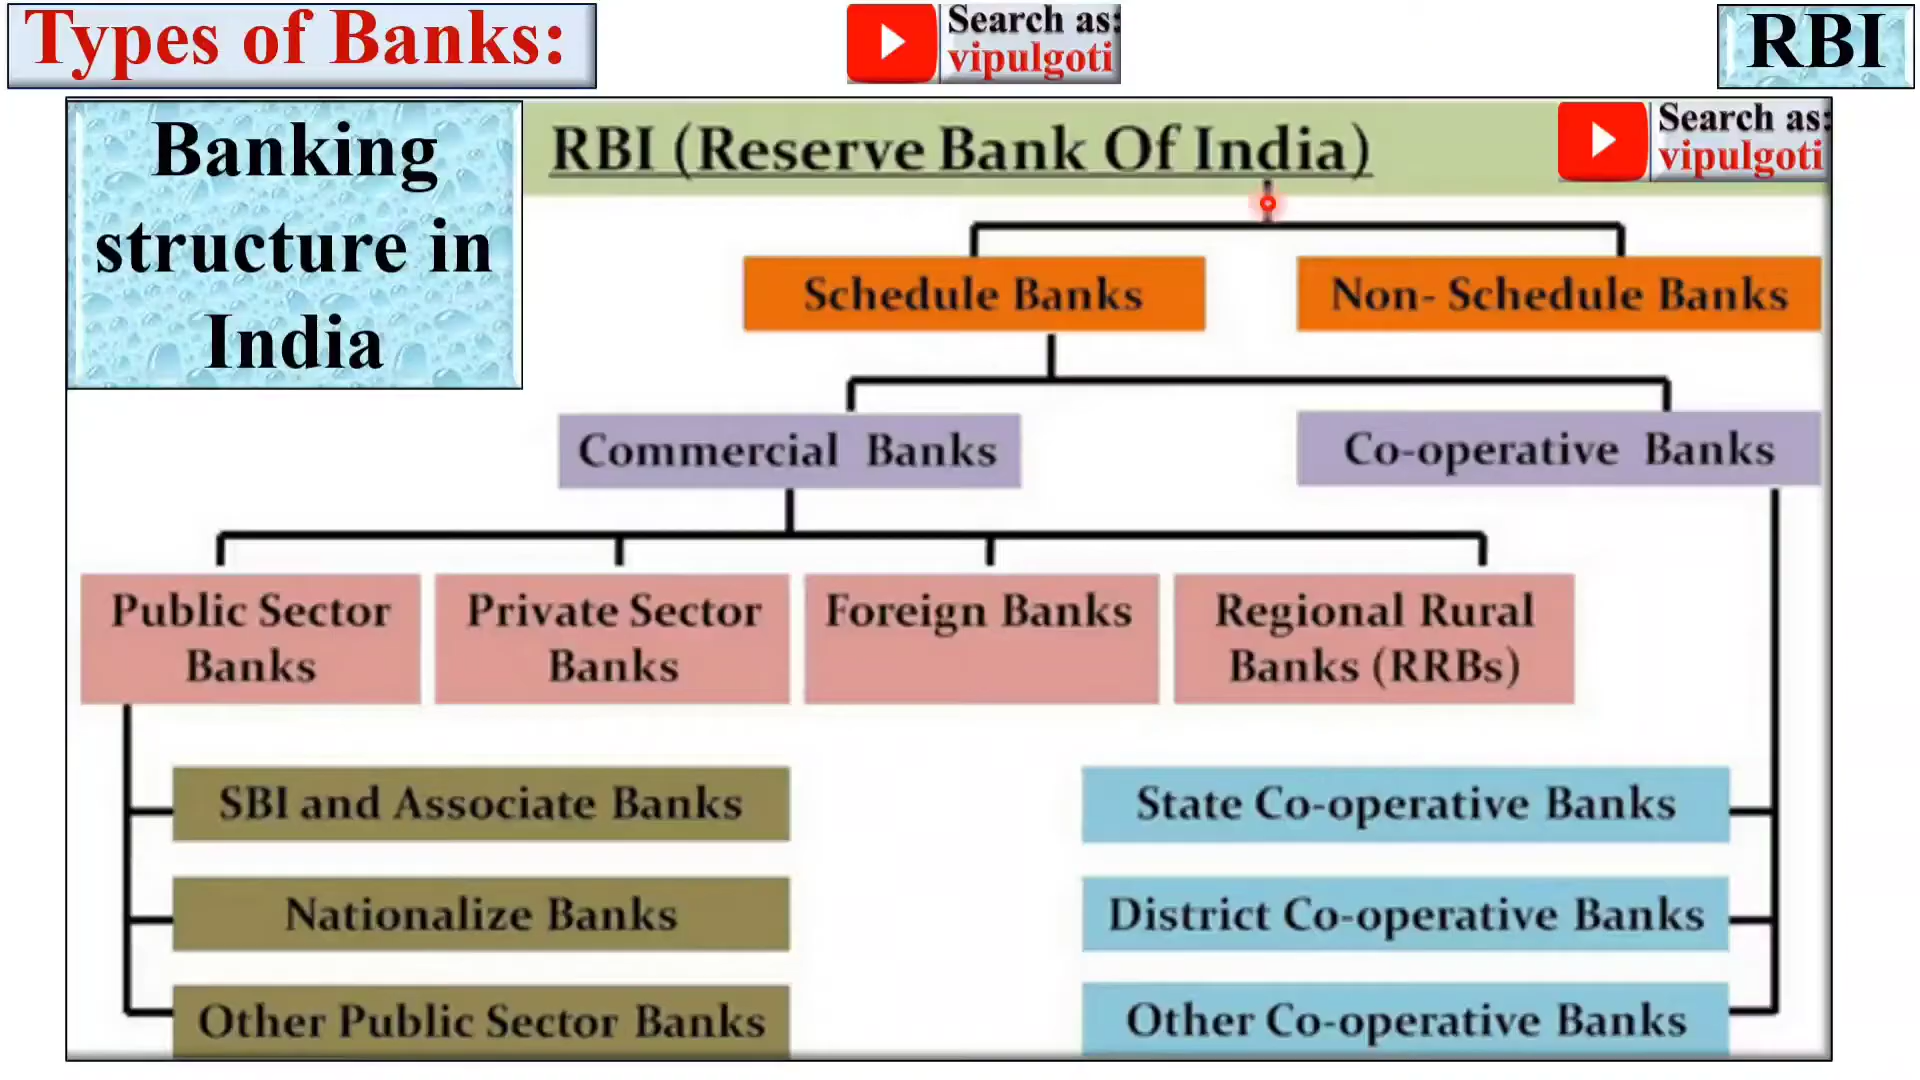 Types of Banks:
Search as:
vipulgoti
RBI
Banking
structure in
India
RBI (Reserve Bank Of India)
Search as:
vipulgoti
Schedule Banks
Non- Schedule Banks
Commercial Banks
Co-operative Banks
Public Sector
Banks
Private Sector
Banks
Foreign Banks
Regional Rural
Banks (RRBs)
SBI and Associate Banks
State Co-operative Banks
Nationalize Banks
District Co-operative Banks
Other Public Sector Banks
Other Co-operative Banks